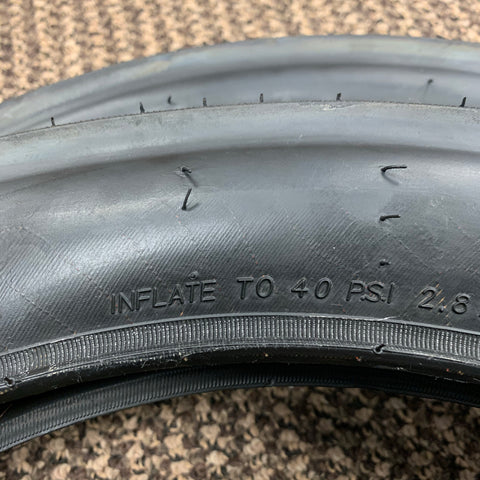 INFLATE TO 40 PSI 2.8